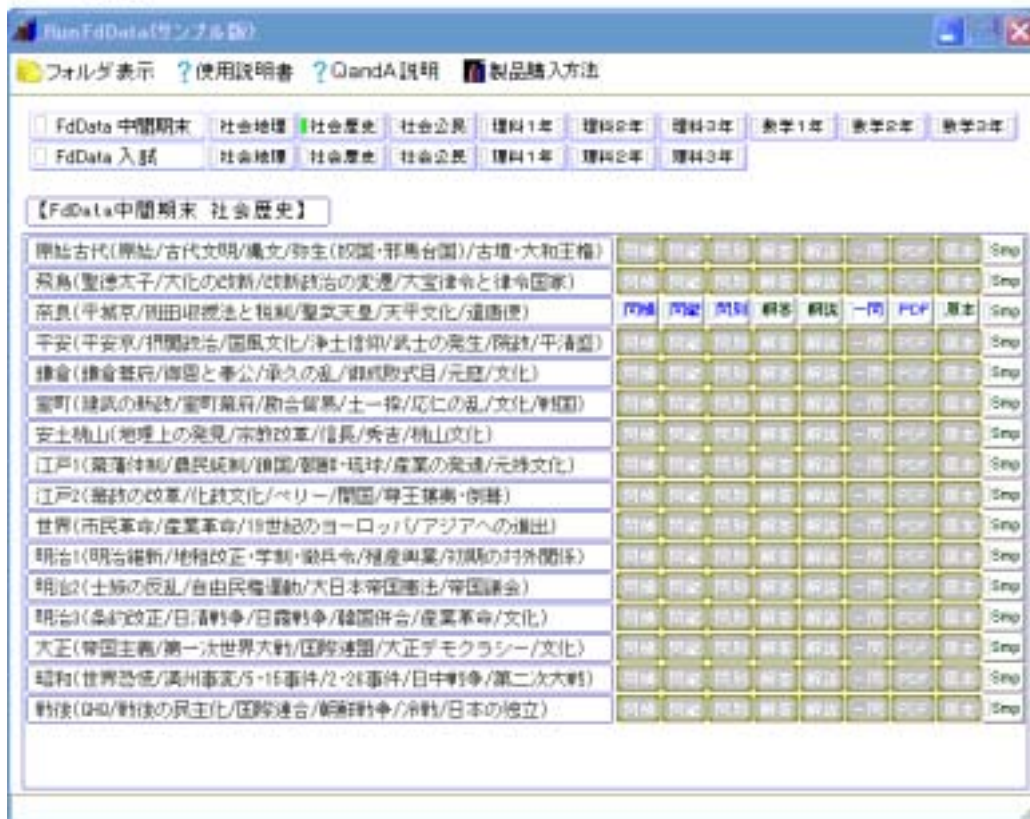 RunFdData(サンプル版)
フォルダ表示 ?使用説明書 ?QandA説明 製品購入方法
FdData 中間期末 社会地理 社会歴史 社会公民 理科1年 理科2年 理科3年 数学1年 数学2年 数学3年
FdData 入試 社会地理 社会歴史 社会公民 理科1年 理科2年 理科3年
【FdData中間期末 社会歴史】
原始古代(原始/古代文明/縄文/弥生(奴国・邪馬台国)/古墳・大和王権) Smp
飛鳥(聖徳太子/大化の改新/改新政治の変遷/大宝律令と律令国家) Smp
奈良(平城京/班田収授法と税制/聖武天皇/天平文化/遣唐使) 問横 問縦 問別 解答 解説 一問 PDF 原本 Smp
平安(平安京/摂関政治/国風文化/浄土信仰/武士の発生/院政/平清盛) Smp
鎌倉(鎌倉幕府/御恩と奉公/承久の乱/御成敗式目/元寇/文化) Smp
室町(建武の新政/室町幕府/勘合貿易/土一揆/応仁の乱/文化/戦国) Smp
安土桃山(地理上の発見/宗教改革/信長/秀吉/桃山文化) Smp
江戸1(幕藩体制/農民統制/鎖国/朝鮮・琉球/産業の発達/元禄文化) Smp
江戸2(幕政の改革/化政文化/ペリー/開国/尊王攘夷・倒幕) Smp
世界(市民革命/産業革命/19世紀のヨーロッパ/アジアへの進出) Smp
明治1(明治維新/地租改正・学制・徴兵令/殖産興業/初期の対外関係) Smp
明治2(士族の反乱/自由民権運動/大日本帝国憲法/帝国議会) Smp
明治3(条約改正/日清戦争/日露戦争/韓国併合/産業革命/文化) Smp
大正(帝国主義/第一次世界大戦/国際連盟/大正デモクラシー/文化) Smp
昭和(世界恐慌/満州事変/5・15事件/2・26事件/日中戦争/第二次大戦) Smp
戦後(GHQ/戦後の民主化/国際連合/朝鮮戦争/冷戦/日本の独立) Smp